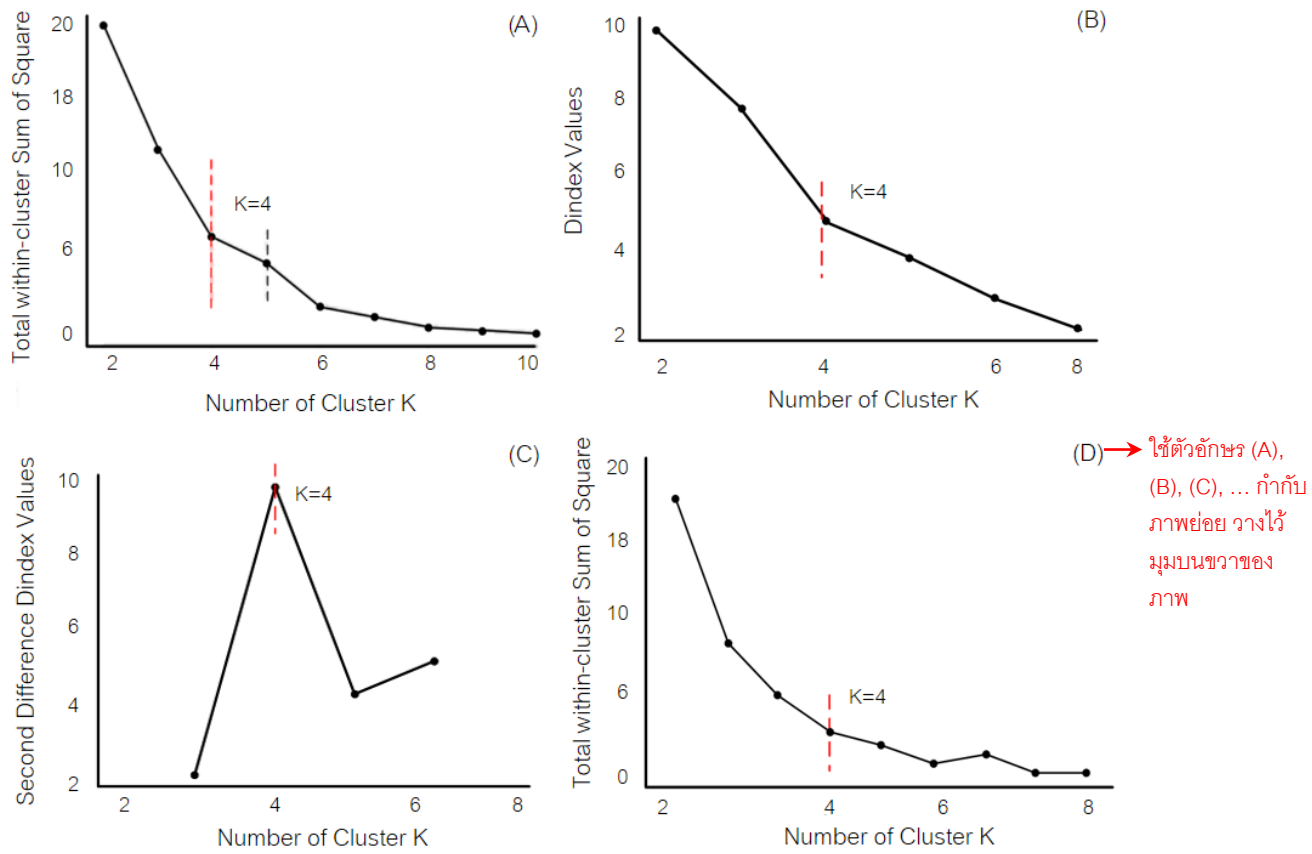 (A)
Total within-cluster Sum of Square
20
18
10
6
0
K=4
2 4 6 8 10
Number of Cluster K
(B)
Dindex Values
10
8
6
4
2
K=4
2 4 6 8
Number of Cluster K
(C)
Second Difference Dindex Values
10
8
6
4
2
K=4
2 4 6 8
Number of Cluster K
(D)
Total within-cluster Sum of Square
20
18
10
6
0
K=4
2 4 6 8
Number of Cluster K
ใช้ตัวอักษร (A),
(B), (C), ... กำกับ
ภาพย่อย วางไว้
มุมบนขวาของ
ภาพ